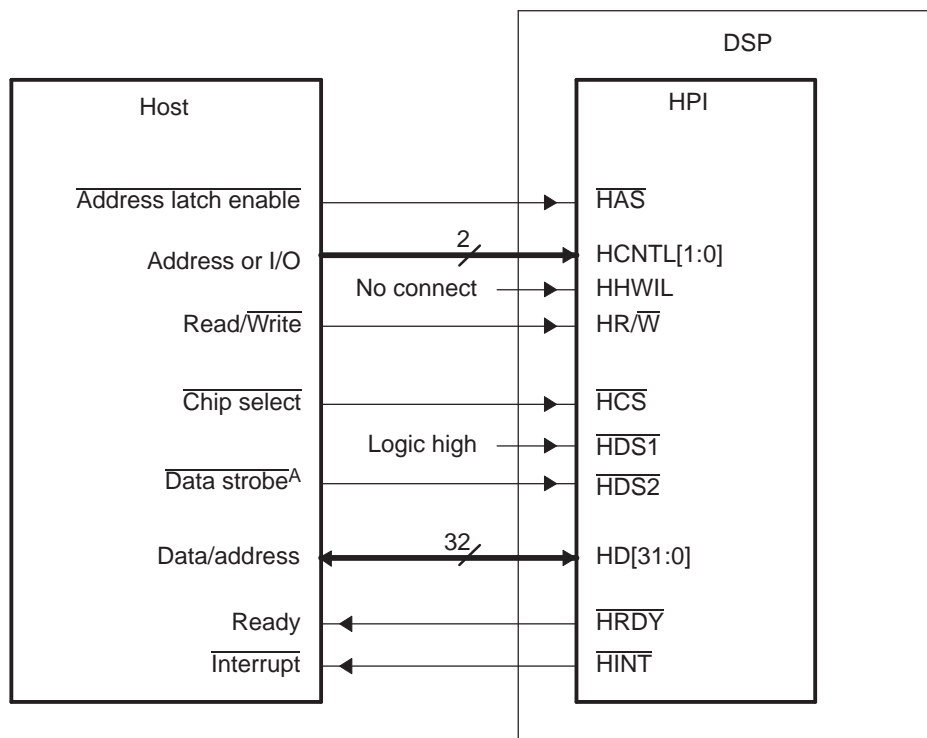 DSP
Host
HPI
Address latch enable
HAS
Address or I/O
2
HCNTL[1:0]
No connect
HHWIL
Read/Write
HR/W
Chip select
HCS
Logic high
HDS1
Data strobeA
HDS2
Data/address
32
HD[31:0]
Ready
HRDY
Interrupt
HINT